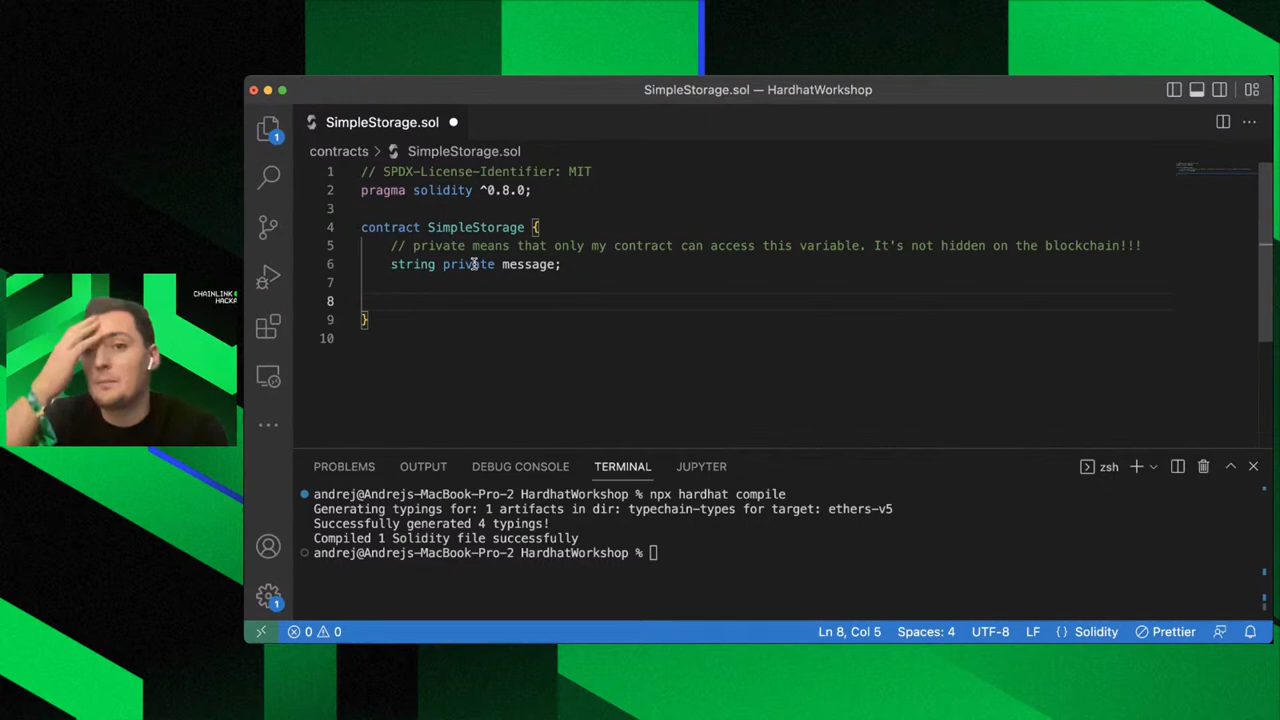 SimpleStorage.sol — HardhatWorkshop
SimpleStorage.sol
1
contracts > SimpleStorage.sol
1 // SPDX-License-Identifier: MIT
2 pragma solidity ^0.8.0;
3
4 contract SimpleStorage {
5 // private means that only my contract can access this variable. It's not hidden on the blockchain!!!
6 string private message;
7
8
9 }
10
CHAINLINK
HACKA
PROBLEMS OUTPUT DEBUG CONSOLE TERMINAL JUPYTER zsh
andrej@Andrejs-MacBook-Pro-2 HardhatWorkshop % npx hardhat compile
Generating typings for: 1 artifacts in dir: typechain-types for target: ethers-v5
Successfully generated 4 typings!
Compiled 1 Solidity file successfully
andrej@Andrejs-MacBook-Pro-2 HardhatWorkshop %
1
0 0 Ln 8, Col 5 Spaces: 4 UTF-8 LF {} Solidity Prettier